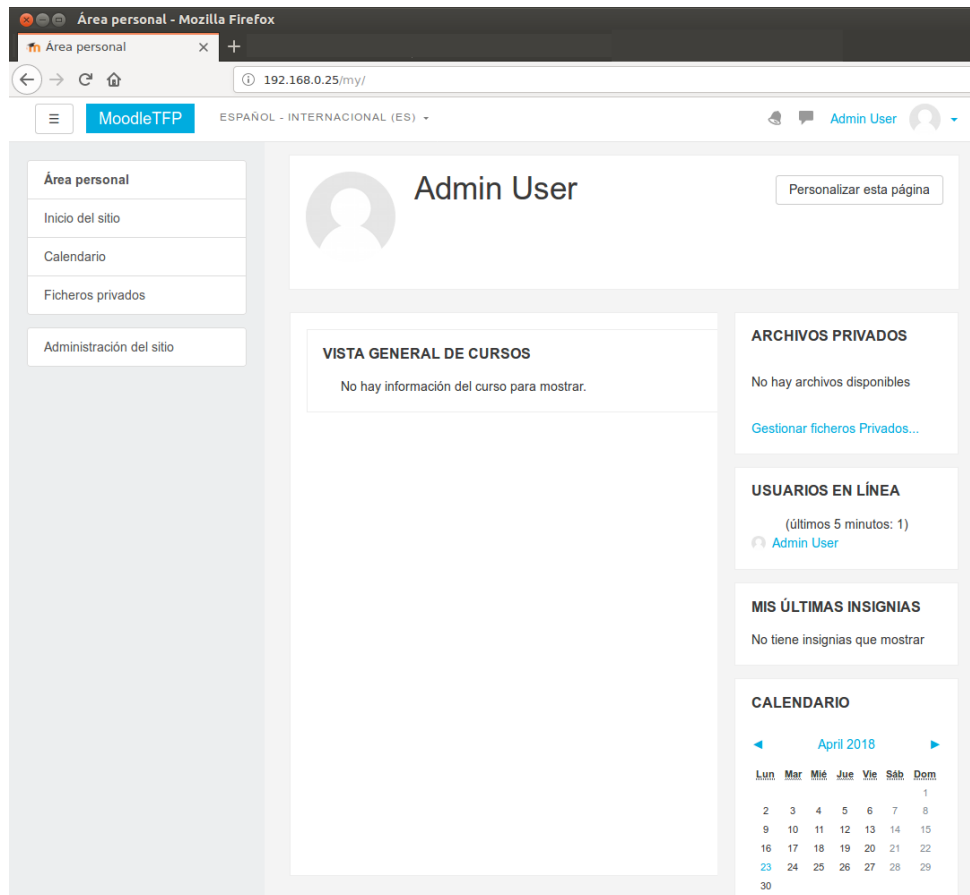 Área personal - Mozilla Firefox
Área personal
192.168.0.25/my/
MoodleTFP
ESPAÑOL - INTERNACIONAL (ES)
Admin User
Área personal
Inicio del sitio
Calendario
Ficheros privados
Administración del sitio
Admin User
Personalizar esta página
VISTA GENERAL DE CURSOS
No hay información del curso para mostrar.
ARCHIVOS PRIVADOS
No hay archivos disponibles
Gestionar ficheros Privados...
USUARIOS EN LÍNEA
(últimos 5 minutos: 1)
Admin User
MIS ÚLTIMAS INSIGNIAS
No tiene insignias que mostrar
CALENDARIO
◄ April 2018 ►
Lun Mar Mié Jue Vie Sáb Dom
1
2 3 4 5 6 7 8
9 10 11 12 13 14 15
16 17 18 19 20 21 22
23 24 25 26 27 28 29
30